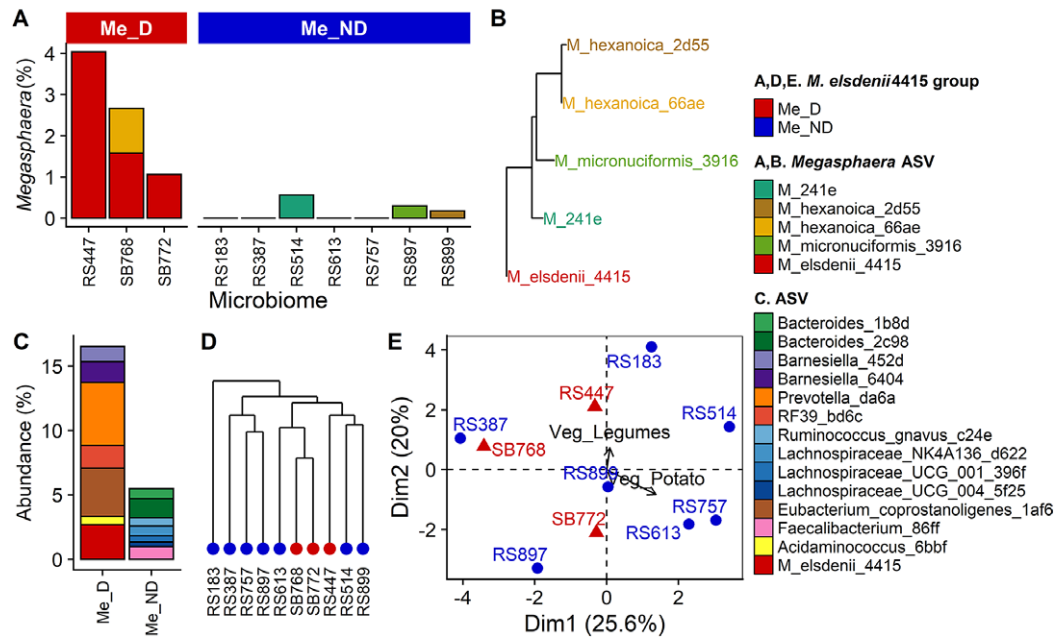 A
Me_D
Me_ND
Megasphaera(%)
4
3
2
1
0
RS447
SB768
SB772
RS183
RS387
RS514
RS613
RS757
RS897
RS899
Microbiome
B
M_hexanoica_2d55
M_hexanoica_66ae
M_micronuciformis_3916
M_241e
M_elsdenii_4415
A,D,E. M. elsdenii 4415 group
Me_D
Me_ND
A,B. Megasphaera ASV
M_241e
M_hexanoica_2d55
M_hexanoica_66ae
M_micronuciformis_3916
M_elsdenii_4415
C. ASV
Bacteroides_1b8d
Bacteroides_2c98
Barnesiella_452d
Barnesiella_6404
Prevotella_da6a
RF39_bd6c
Ruminococcus_gnavus_c24e
Lachnospiraceae_NK4A136_d622
Lachnospiraceae_UCG_001_396f
Lachnospiraceae_UCG_004_5f25
Eubacterium_coprostanoligenes_1af6
Faecalibacterium_86ff
Acidaminococcus_6bbf
M_elsdenii_4415
C
Abundance (%)
15
10
5
0
Me_D
Me_ND
D
RS183
RS387
RS757
RS897
RS613
SB768
SB772
RS447
RS514
RS899
E
Dim2 (20%)
4
2
0
-2
RS183
RS447
RS514
RS387
Veg_Legumes
SB768
RS899
Veg_Potato
RS757
SB772
RS613
RS897
-4
-2
0
2
Dim1 (25.6%)